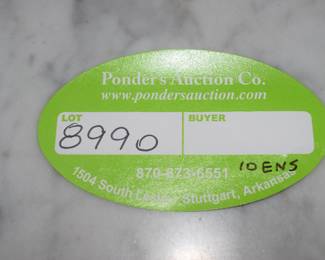 Ponder's Auction Co.
www.pondersauction.com
LOT BUYER
8990
870-673-6551 10ENS
1504 South Stuttgart, Arkansas